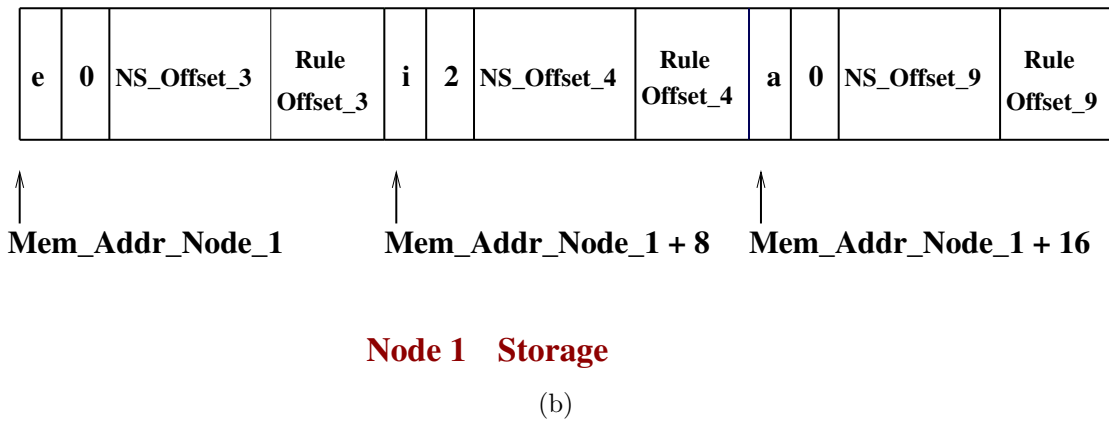 e 0 NS_Offset_3 Rule Offset_3 i 2 NS_Offset_4 Rule Offset_4 a 0 NS_Offset_9 Rule Offset_9
Mem_Addr_Node_1 Mem_Addr_Node_1 + 8 Mem_Addr_Node_1 + 16
Node 1 Storage
(b)